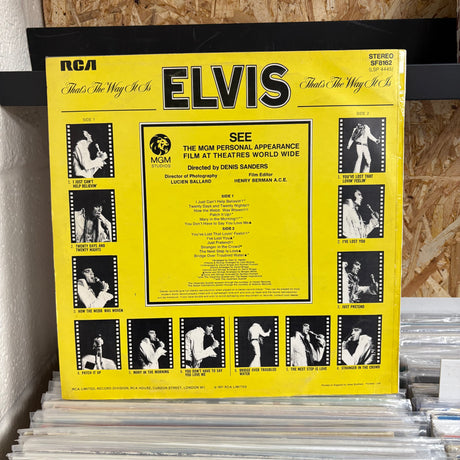 RCA
STEREO
SF8162
(LSP 4445)
That's The Way It Is
ELVIS
That's The Way It Is
SIDE 1
SIDE 2
MGM
STUDIOS
SEE
THE MGM PERSONAL APPEARANCE
FILM AT THEATRES WORLD WIDE
Directed by DENIS SANDERS
Director of Photography
LUCIEN BALLARD
Film Editor
HENRY BERMAN A.C.E.
SIDE 1
I Just Can't Help Believin'
Twenty Days and Twenty Nights
How the Webb Was Woven
Patch It Up
Mary in the Morning
You Don't Have to Say You Love Me
SIDE 2
You've Lost That Lovin' Feelin'
I've Lost You
Just Pretend
Stranger in the Crowd
The Next Step Is Love
Bridge Over Troubled Water
1. I JUST CAN'T
HELP BELIEVIN'
2. TWENTY DAYS AND
TWENTY NIGHTS
3. HOW THE WEBB WAS WOVEN
4. PATCH IT UP
5. MARY IN THE MORNING
6. YOU DON'T HAVE TO SAY
YOU LOVE ME
6. BRIDGE OVER TROUBLED
WATER
5. THE NEXT STEP IS LOVE
4. STRANGER IN THE CROWD
3. JUST PRETEND
2. I'VE LOST YOU
1. YOU'VE LOST THAT
LOVIN' FEELIN'
RCA LIMITED, RECORD DIVISION, RCA HOUSE, CURZON STREET, LONDON W1
© 1971 RCA LIMITED